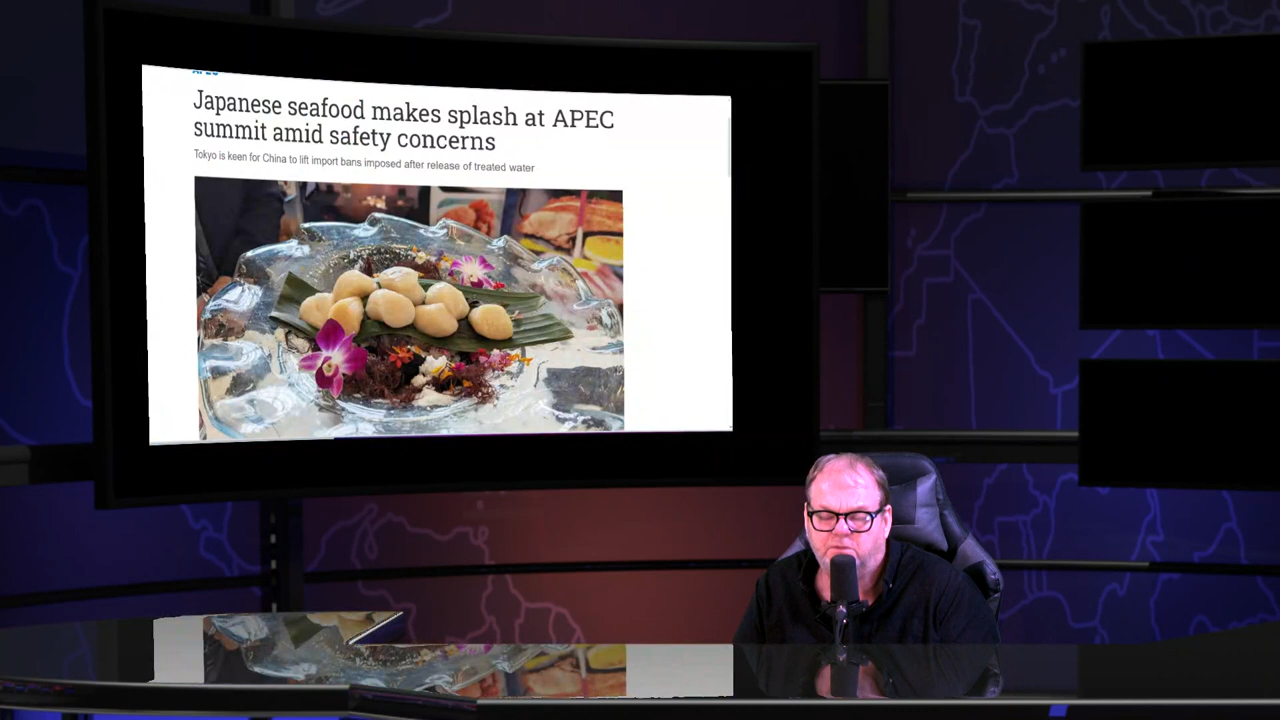 Japanese seafood makes splash at APEC
summit amid safety concerns
Tokyo is keen for China to lift import bans imposed after release of treated water